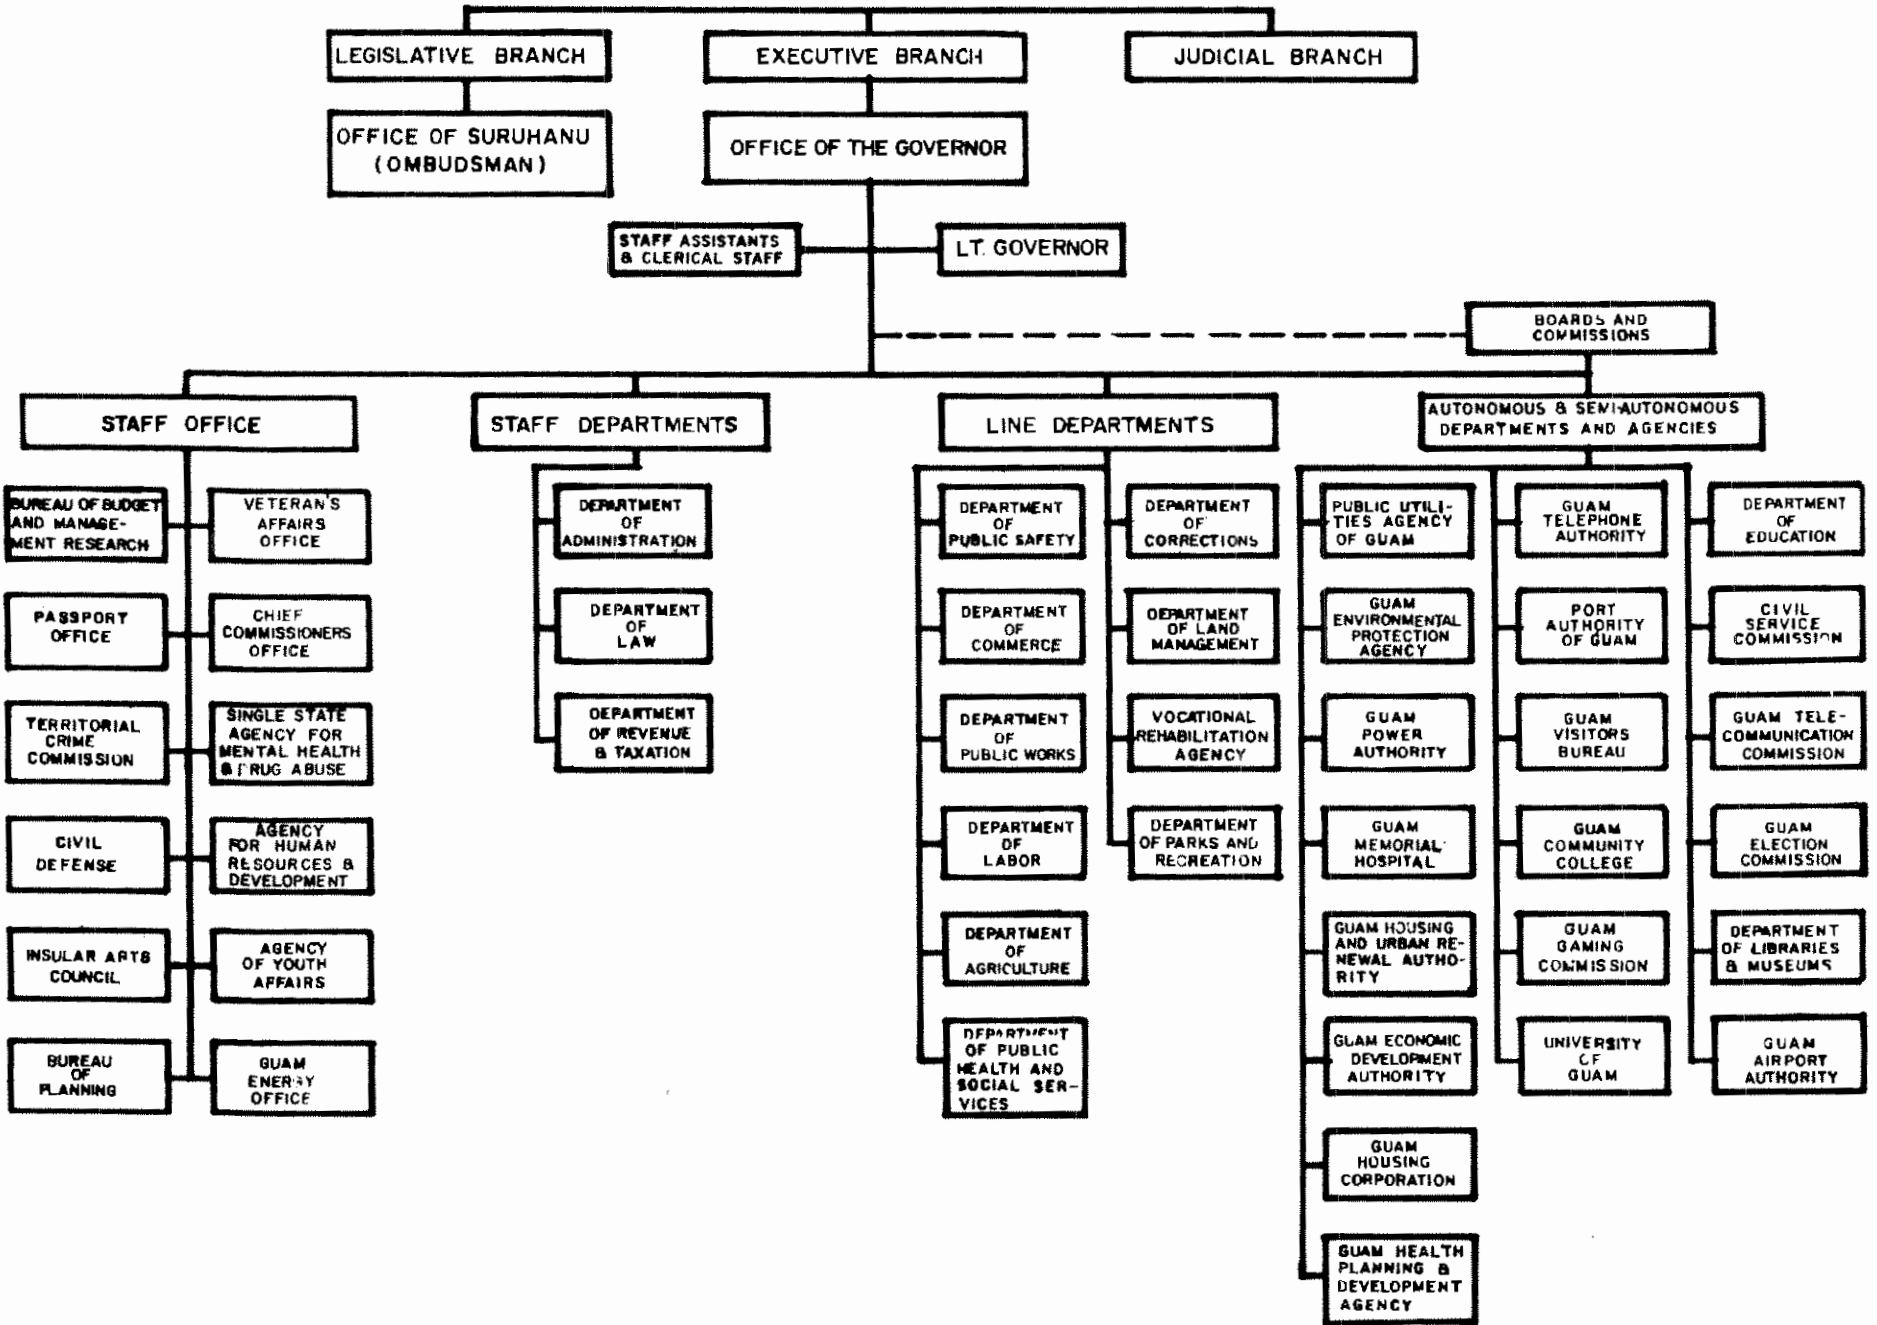 LEGISLATIVE BRANCH
EXECUTIVE BRANCH
JUDICIAL BRANCH
OFFICE OF SURUHANU
(OMBUDSMAN)
OFFICE OF THE GOVERNOR
STAFF ASSISTANTS
& CLERICAL STAFF
LT. GOVERNOR
BOARDS AND
COMMISSIONS
STAFF OFFICE
STAFF DEPARTMENTS
LINE DEPARTMENTS
AUTONOMOUS & SEMI-AUTONOMOUS
DEPARTMENTS AND AGENCIES
BUREAU OF BUDGET
AND MANAGE-
MENT RESEARCH
VETERAN'S
AFFAIRS
OFFICE
PASSPORT
OFFICE
CHIEF
COMMISSIONERS
OFFICE
TERRITORIAL
CRIME
COMMISSION
SINGLE STATE
AGENCY FOR
MENTAL HEALTH
& DRUG ABUSE
CIVIL
DEFENSE
AGENCY
FOR HUMAN
RESOURCES &
DEVELOPMENT
INSULAR ARTS
COUNCIL
AGENCY
OF YOUTH
AFFAIRS
BUREAU
OF
PLANNING
GUAM
ENERGY
OFFICE
DEPARTMENT
OF
ADMINISTRATION
DEPARTMENT
OF
LAW
DEPARTMENT
OF REVENUE
& TAXATION
DEPARTMENT
OF
PUBLIC SAFETY
DEPARTMENT
OF
COMMERCE
DEPARTMENT
OF
PUBLIC WORKS
DEPARTMENT
OF
LABOR
DEPARTMENT
OF
AGRICULTURE
DEPARTMENT
OF PUBLIC
HEALTH AND
SOCIAL SER-
VICES
DEPARTMENT
OF
CORRECTIONS
DEPARTMENT
OF LAND
MANAGEMENT
VOCATIONAL
REHABILITATION
AGENCY
DEPARTMENT
OF PARKS AND
RECREATION
PUBLIC UTILI-
TIES AGENCY
OF GUAM
GUAM
ENVIRONMENTAL
PROTECTION
AGENCY
GUAM
POWER
AUTHORITY
GUAM
MEMORIAL
HOSPITAL
GUAM HOUSING
AND URBAN RE-
NEWAL AUTHO-
RITY
GUAM ECONOMIC
DEVELOPMENT
AUTHORITY
GUAM
HOUSING
CORPORATION
GUAM HEALTH
PLANNING &
DEVELOPMENT
AGENCY
GUAM
TELEPHONE
AUTHORITY
PORT
AUTHORITY
OF GUAM
GUAM
VISITORS
BUREAU
GUAM
COMMUNITY
COLLEGE
GUAM
GAMING
COMMISSION
UNIVERSITY
OF
GUAM
DEPARTMENT
OF
EDUCATION
CIVIL
SERVICE
COMMISSION
GUAM TELE-
COMMUNICATION
COMMISSION
GUAM
ELECTION
COMMISSION
DEPARTMENT
OF LIBRARIES
& MUSEUMS
GUAM
AIRPORT
AUTHORITY